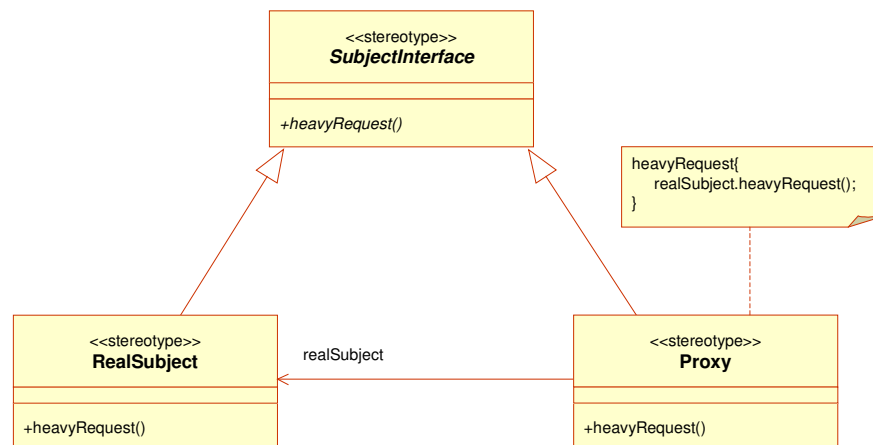 <<stereotype>>
SubjectInterface
+heavyRequest()
heavyRequest{
realSubject.heavyRequest();
}
<<stereotype>>
RealSubject
+heavyRequest()
realSubject
<<stereotype>>
Proxy
+heavyRequest()